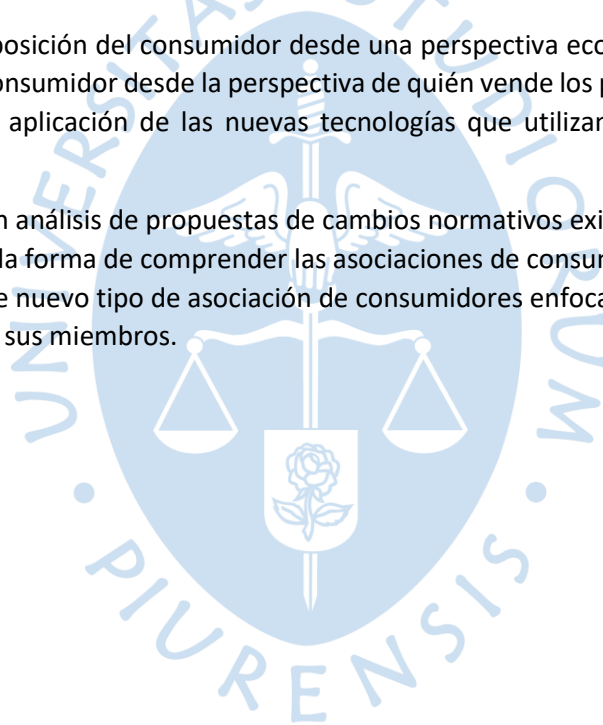 posición del consumidor desde una perspectiva eco
onsumidor desde la perspectiva de quién vende los p
aplicación de las nuevas tecnologías que utilizar
n análisis de propuestas de cambios normativos exi
la forma de comprender las asociaciones de consur
e nuevo tipo de asociación de consumidores enfoca
sus miembros.
UNIVERSITAS STUDIORUM
PIURENSIS